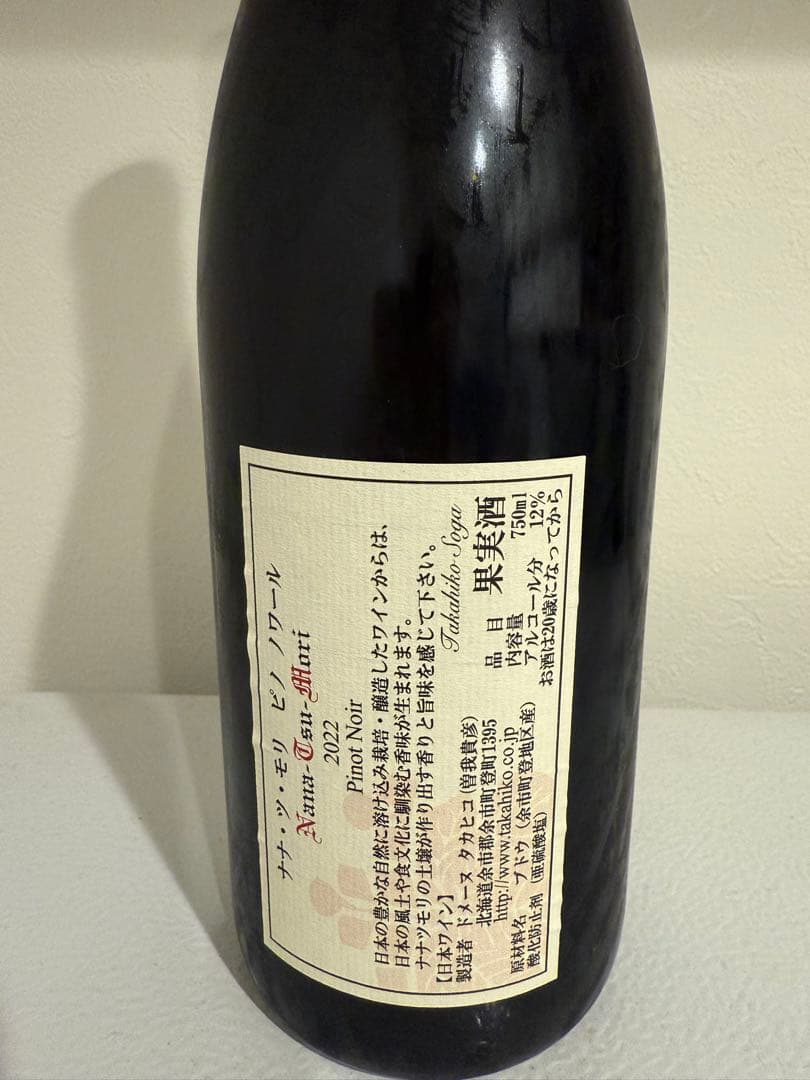 ナナ・ツ・モリ ピノ ノワール
Nana-Tsu-Mori
2022
Pinot Noir
日本の豊かな自然に溶け込み栽培・醸造したワインからは、
日本の風土や食文化に馴染む香味が生まれます。
ナナツモリの土壌が作り出す香りと旨味を感じて下さい。
Takahiko Soga
【日本ワイン】
製造者 ドメーヌ タカヒコ (曽我貴彦)
北海道余市郡余市町登町1395
http://www.takahiko.co.jp
原材料名 ブドウ (余市町登地区産)
酸化防止剤 (亜硫酸塩)
品目 果実酒
内容量 750ml
アルコール分 12%
お酒は20歳になってから